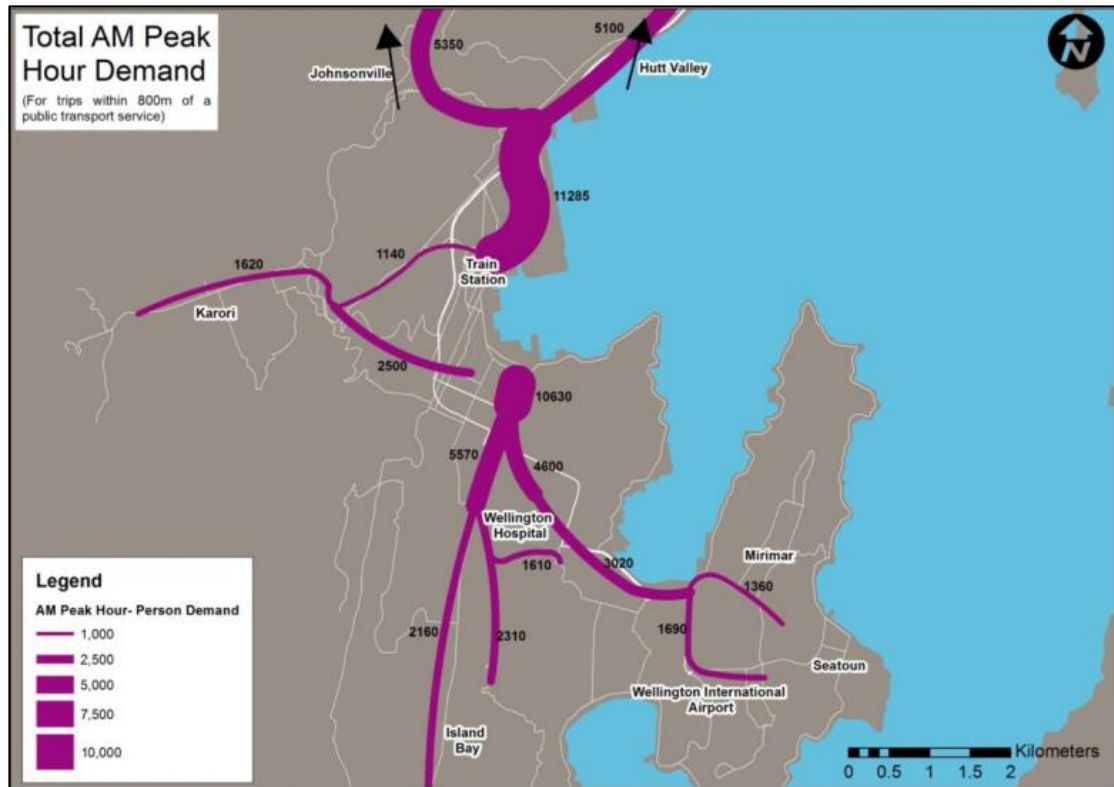 Total AM Peak
Hour Demand
(For trips within 800m of a
public transport service)
5350
5100
Johnsonville
Hutt Valley
N
11285
1140
Train
Station
1620
Karori
2500
10630
5570
4600
Wellington
Hospital
1610
3020
Mirimar
1360
2160
2310
1690
Seatoun
Wellington International
Airport
Island
Bay
Legend
AM Peak Hour- Person Demand
1,000
2,500
5,000
7,500
10,000
Kilometers
0 0.5 1 1.5 2